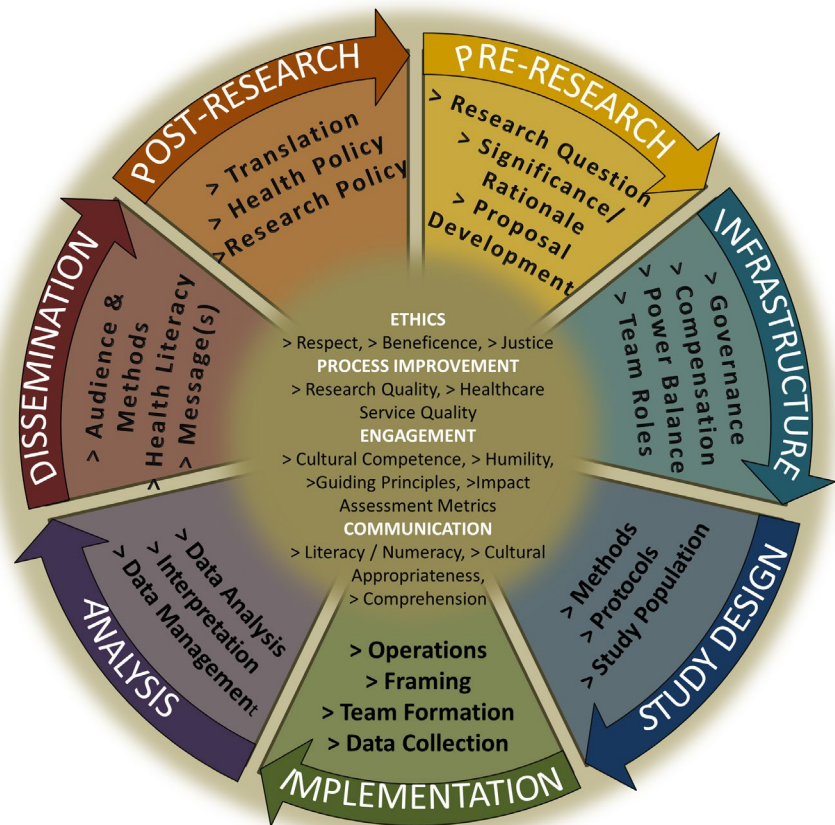 PRE-RESEARCH
> Research Question
> Significance/
Rationale
> Proposal
Development
INFRASTRUCTURE
> Governance
> Compensation
> Power Balance
> Team Roles
STUDY DESIGN
> Methods
> Protocols
> Study Population
IMPLEMENTATION
> Operations
> Framing
> Team Formation
> Data Collection
ANALYSIS
> Data Analysis
> Interpretation
> Data Management
DISSEMINATION
> Audience &
Methods
> Health Literacy
> Message(s)
POST-RESEARCH
> Translation
> Health Policy
>Research Policy
ETHICS
> Respect, > Beneficence, > Justice
PROCESS IMPROVEMENT
> Research Quality, > Healthcare
Service Quality
ENGAGEMENT
> Cultural Competence, > Humility,
>Guiding Principles, >Impact
Assessment Metrics
COMMUNICATION
> Literacy / Numeracy, > Cultural
Appropriateness,
> Comprehension